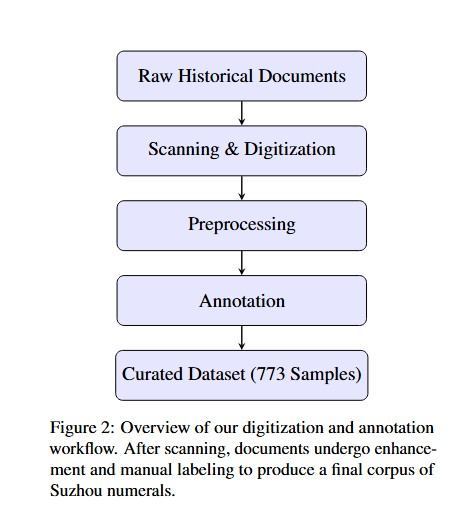 Raw Historical Documents
Scanning & Digitization
Preprocessing
Annotation
Curated Dataset (773 Samples)
Figure 2: Overview of our digitization and annotation
workflow. After scanning, documents undergo enhance-
ment and manual labeling to produce a final corpus of
Suzhou numerals.